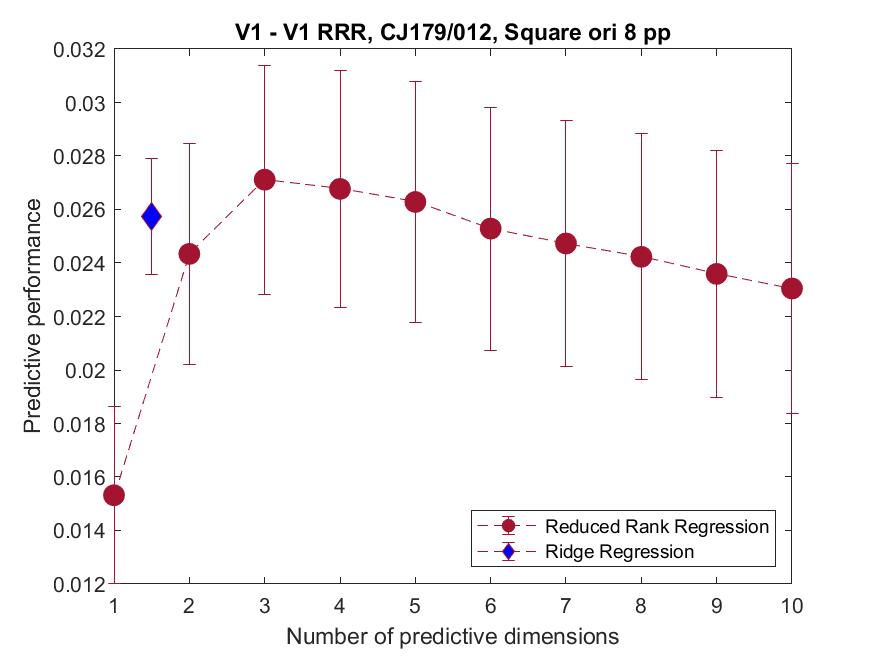 V1 - V1 RRR, CJ179/012, Square ori 8 pp
0.032
0.03
0.028
0.026
0.024
0.022
0.02
0.018
0.016
0.014
0.012
Predictive performance
Reduced Rank Regression
Ridge Regression
1 2 3 4 5 6 7 8 9 10
Number of predictive dimensions